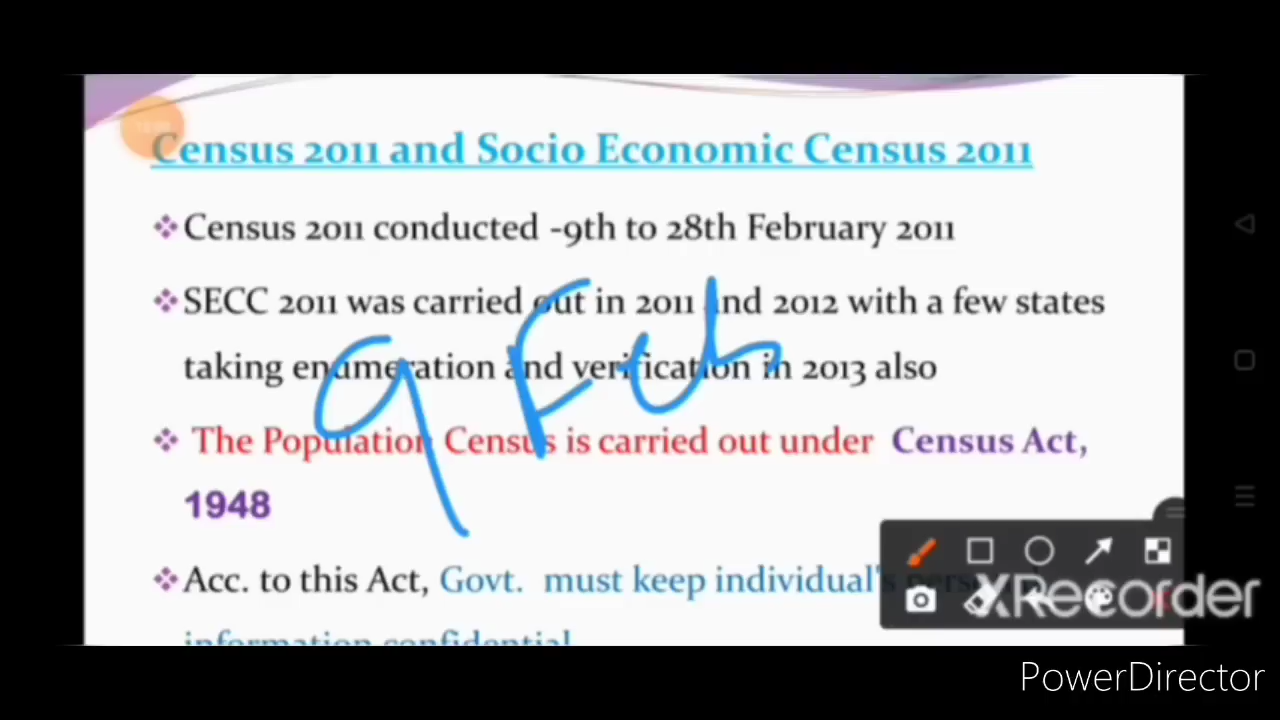 Census 2011 and Socio Economic Census 2011
❖ Census 2011 conducted -9th to 28th February 2011
❖ SECC 2011 was carried out in 2011 and 2012 with a few states
taking enumeration and verification in 2013 also
9 Feb
❖ The Population Census is carried out under Census Act,
1948
❖ Acc. to this Act, Govt. must keep individual's
information confidential
XRecorder
PowerDirector